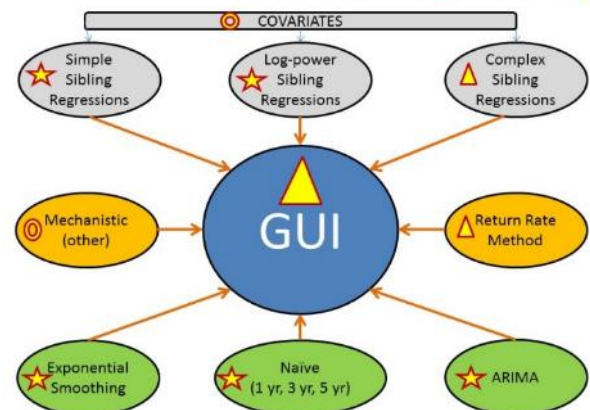 COVARIATES
Simple
Sibling
Regressions
Log-power
Sibling
Regressions
Complex
Sibling
Regressions
Mechanistic
(other)
GUI
Return Rate
Method
Exponential
Smoothing
Naïve
(1 yr, 3 yr, 5 yr)
ARIMA